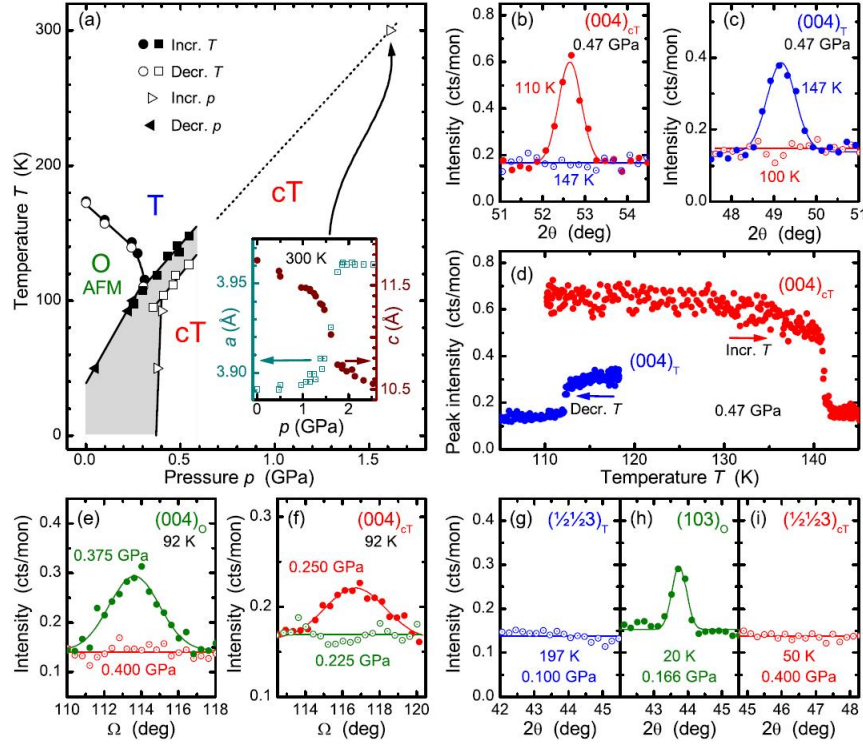 (a)
Incr. T
Decr. T
Incr. p
Decr. p
T
O
AFM
cT
cT
300 K
3.95
3.90
a (Å)
11.5
10.5
c (Å)
0 1 2
p (GPa)
Temperature T (K)
300
200
100
0
0.0 0.5 1.0 1.5
Pressure p (GPa)
(b) (004)cT
0.47 GPa
110 K
147 K
Intensity (cts/mon)
0.8
0.6
0.4
0.2
0.0
51 52 53 54
2θ (deg)
(c) (004)T
0.47 GPa
147 K
100 K
Intensity (cts/mon)
0.4
0.2
0.0
48 49 50 51
2θ (deg)
(d)
(004)cT
Incr. T
(004)T
Decr. T
0.47 GPa
Peak intensity (cts/mon)
0.8
0.6
0.4
0.2
0.0
110 120 130 140
Temperature T (K)
(e) (004)O
92 K
0.375 GPa
0.400 GPa
Intensity (cts/mon)
0.4
0.3
0.2
0.1
110 112 114 116 118
Ω (deg)
(f) (004)cT
92 K
0.250 GPa
0.225 GPa
Intensity (cts/mon)
0.3
0.2
0.1
114 116 118 120
Ω (deg)
(g) (½½3)T
197 K
0.100 GPa
Intensity (cts/mon)
0.4
0.3
0.2
0.1
0.0
42 43 44 45
2θ (deg)
(h) (103)O
20 K
0.166 GPa
43 44 45
2θ (deg)
(i) (½½3)cT
50 K
0.400 GPa
45 46 47 48
2θ (deg)